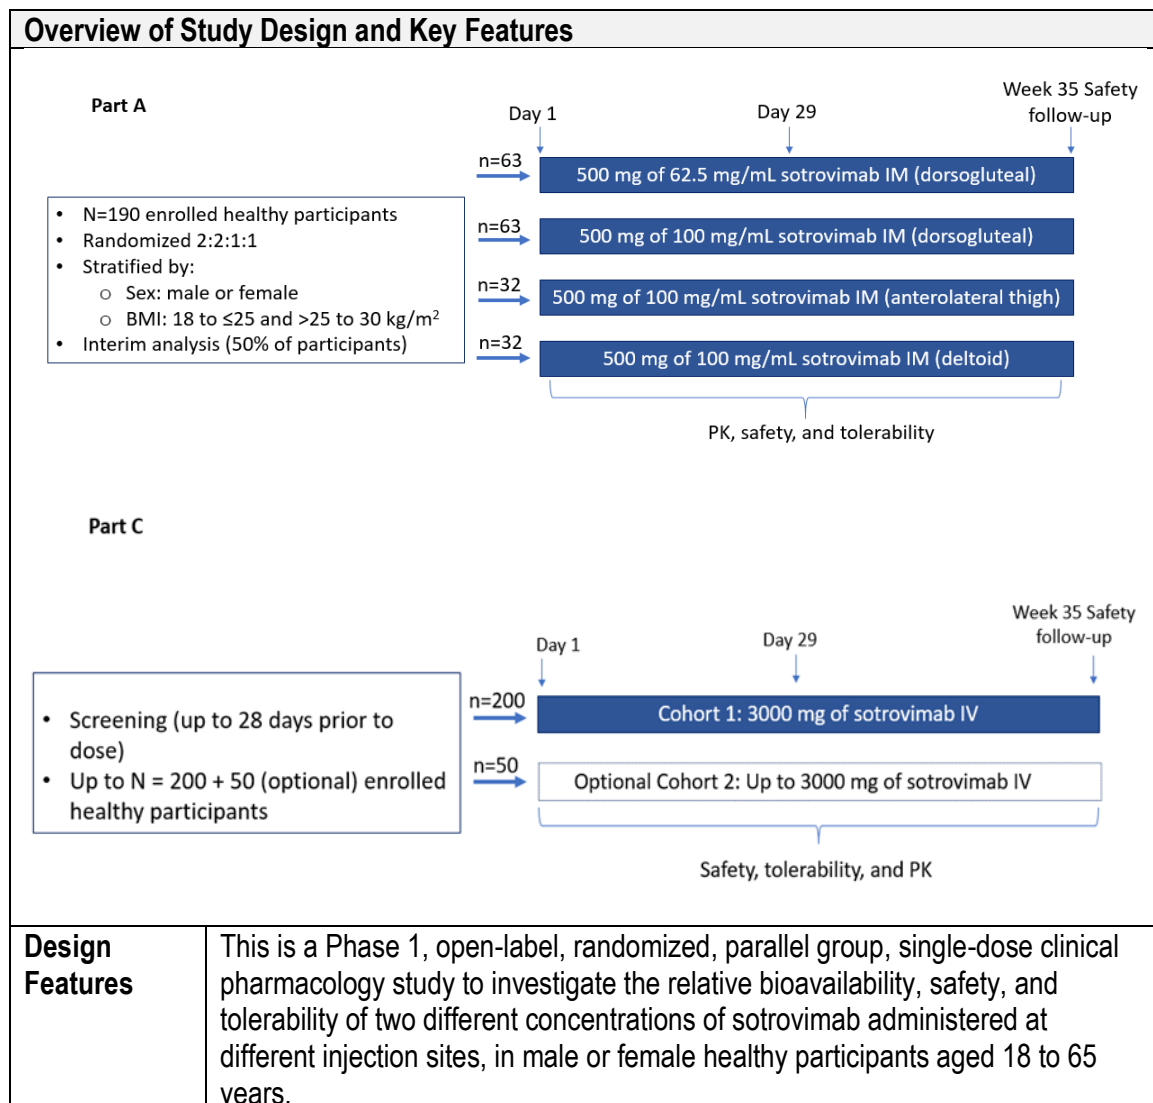 Overview of Study Design and Key Features
Part A
Day 1
Day 29
Week 35 Safety
follow-up
• N=190 enrolled healthy participants
• Randomized 2:2:1:1
• Stratified by:
o Sex: male or female
o BMI: 18 to ≤25 and >25 to 30 kg/m²
• Interim analysis (50% of participants)
n=63
500 mg of 62.5 mg/mL sotrovimab IM (dorsogluteal)
n=63
500 mg of 100 mg/mL sotrovimab IM (dorsogluteal)
n=32
500 mg of 100 mg/mL sotrovimab IM (anterolateral thigh)
n=32
500 mg of 100 mg/mL sotrovimab IM (deltoid)
PK, safety, and tolerability
Part C
Day 1
Day 29
Week 35 Safety
follow-up
• Screening (up to 28 days prior to
dose)
• Up to N = 200 + 50 (optional) enrolled
healthy participants
n=200
Cohort 1: 3000 mg of sotrovimab IV
n=50
Optional Cohort 2: Up to 3000 mg of sotrovimab IV
Safety, tolerability, and PK
Design
Features
This is a Phase 1, open-label, randomized, parallel group, single-dose clinical
pharmacology study to investigate the relative bioavailability, safety, and
tolerability of two different concentrations of sotrovimab administered at
different injection sites, in male or female healthy participants aged 18 to 65
years.